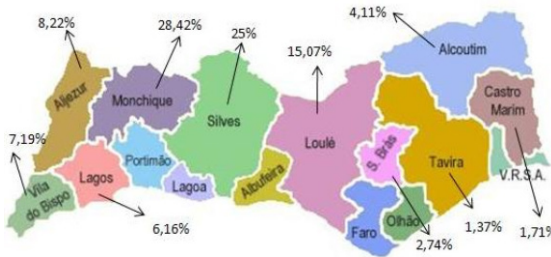 8,22%
28,42%
25%
15,07%
4,11%
Alcoutim
Aljezur
Monchique
Castro
Marim
Silves
Loulé
7,19%
Portimão
S. Brás
Tavira
Lagos
Lagoa
Albufeira
V.R.S.A.
Vila
do Bispo
Faro
Olhão
6,16%
2,74%
1,37%
1,71%